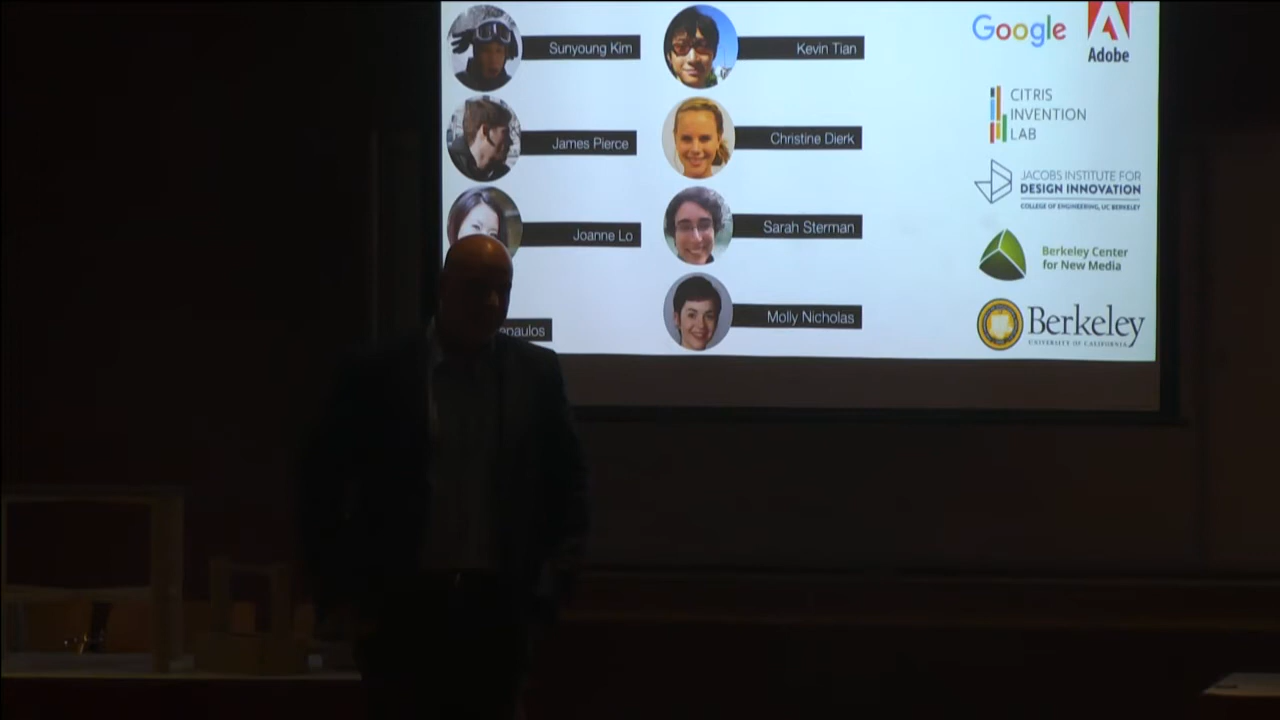 Sunyoung Kim
Kevin Tian
James Pierce
Christine Dierk
Joanne Lo
Sarah Sterman
epaulos
Molly Nicholas
Google
Adobe
CITRIS
INVENTION
LAB
JACOBS INSTITUTE FOR
DESIGN INNOVATION
COLLEGE OF ENGINEERING, UC BERKELEY
Berkeley Center
for New Media
Berkeley
UNIVERSITY OF CALIFORNIA